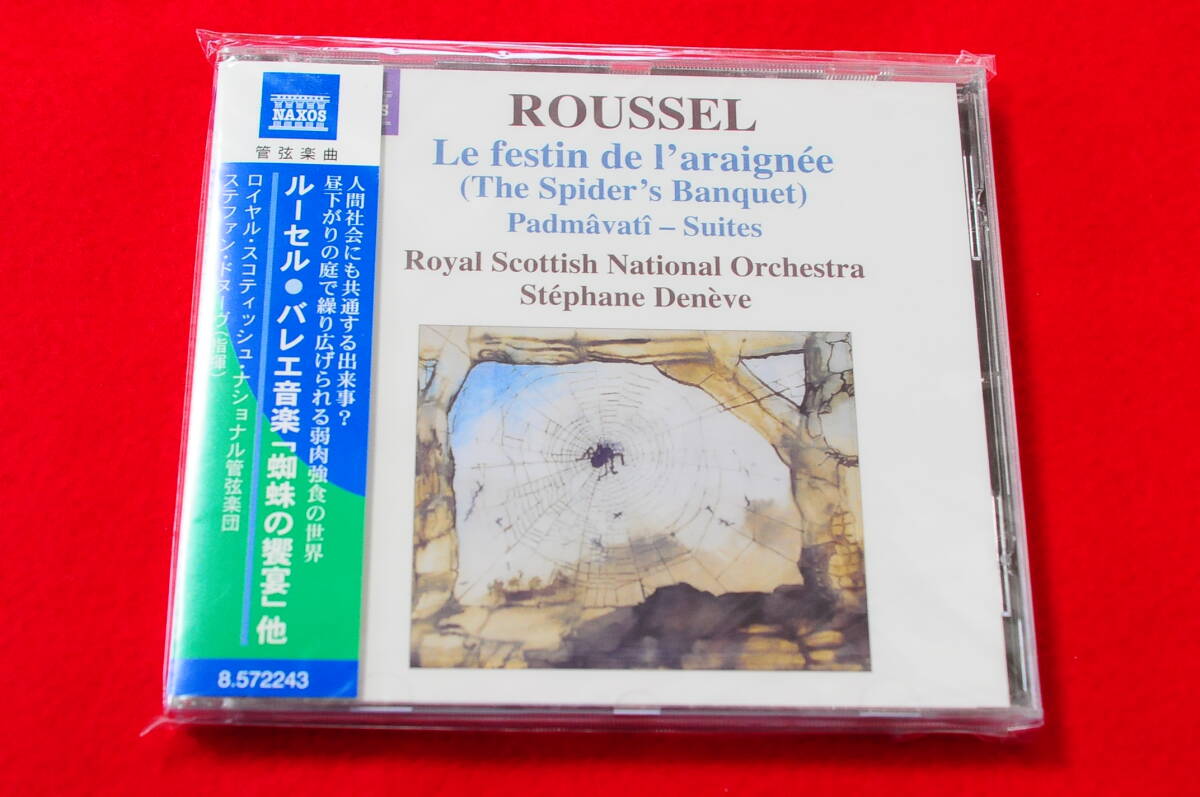 NAXOS
管弦楽曲
人間社会にも共通する出来事?
昼下がりの庭で繰り広げられる弱肉強食の世界
ルーセル●バレエ音楽「蜘蛛の饗宴」他
ロイヤル・スコティッシュ・ナショナル管弦楽団
ステファン・ドヌーヴ(指揮)
8.572243
ROUSSEL
Le festin de l'araignée
(The Spider's Banquet)
Padmâvatî – Suites
Royal Scottish National Orchestra
Stéphane Denève